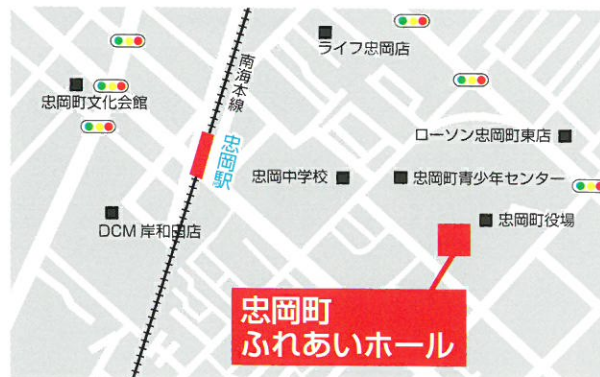 ライフ忠岡店
南海本線
忠岡町文化会館
忠岡駅
ローソン忠岡町東店
忠岡中学校
忠岡町青少年センター
DCM 岸和田店
忠岡町役場
忠岡町
ふれあいホール